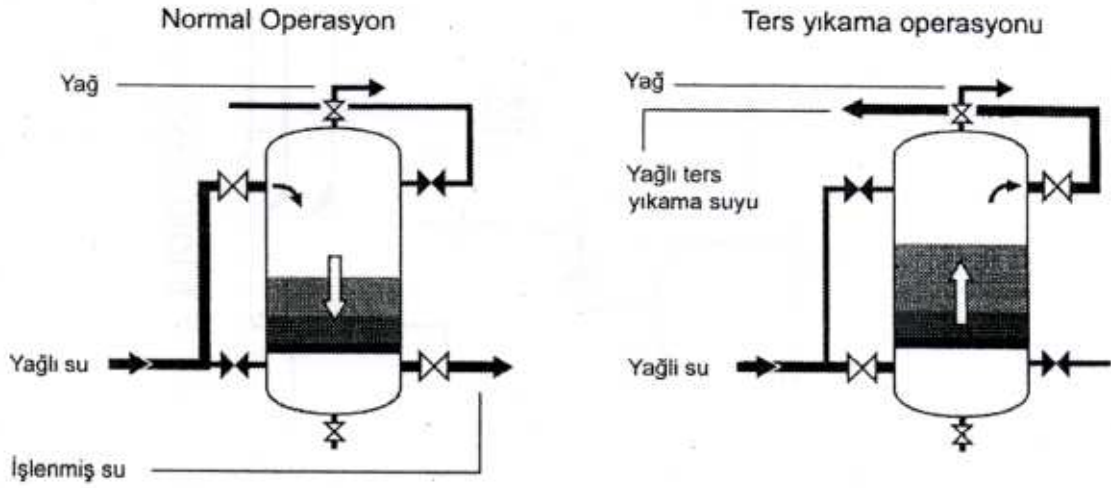 Normal Operasyon
Yağ
Yağlı su
İşlenmiş su
Ters yıkama operasyonu
Yağ
Yağlı ters
yıkama suyu
Yağli su